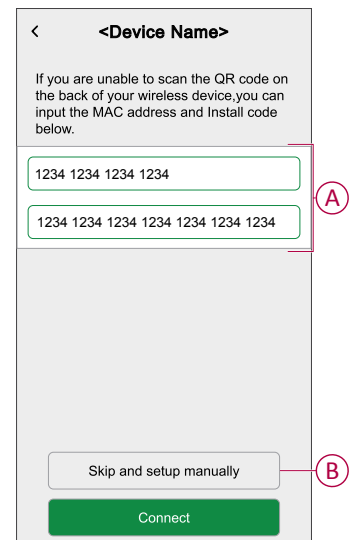 <Device Name>
If you are unable to scan the QR code on
the back of your wireless device,you can
input the MAC address and Install code
below.
1234 1234 1234 1234
A
1234 1234 1234 1234 1234 1234 1234
Skip and setup manually
B
Connect